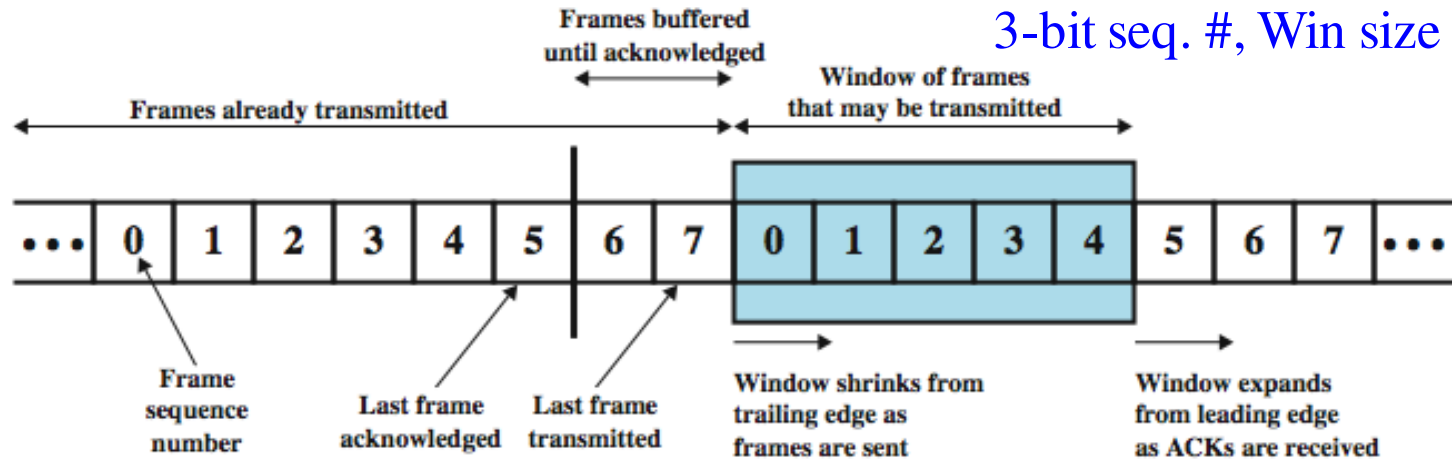 3-bit seq. #, Win size
Frames buffered
until acknowledged
Window of frames
that may be transmitted
Frames already transmitted
••• 0 1 2 3 4 5 6 7 0 1 2 3 4 5 6 7 •••
Frame
sequence
number
Last frame
acknowledged
Last frame
transmitted
Window shrinks from
trailing edge as
frames are sent
Window expands
from leading edge
as ACKs are received